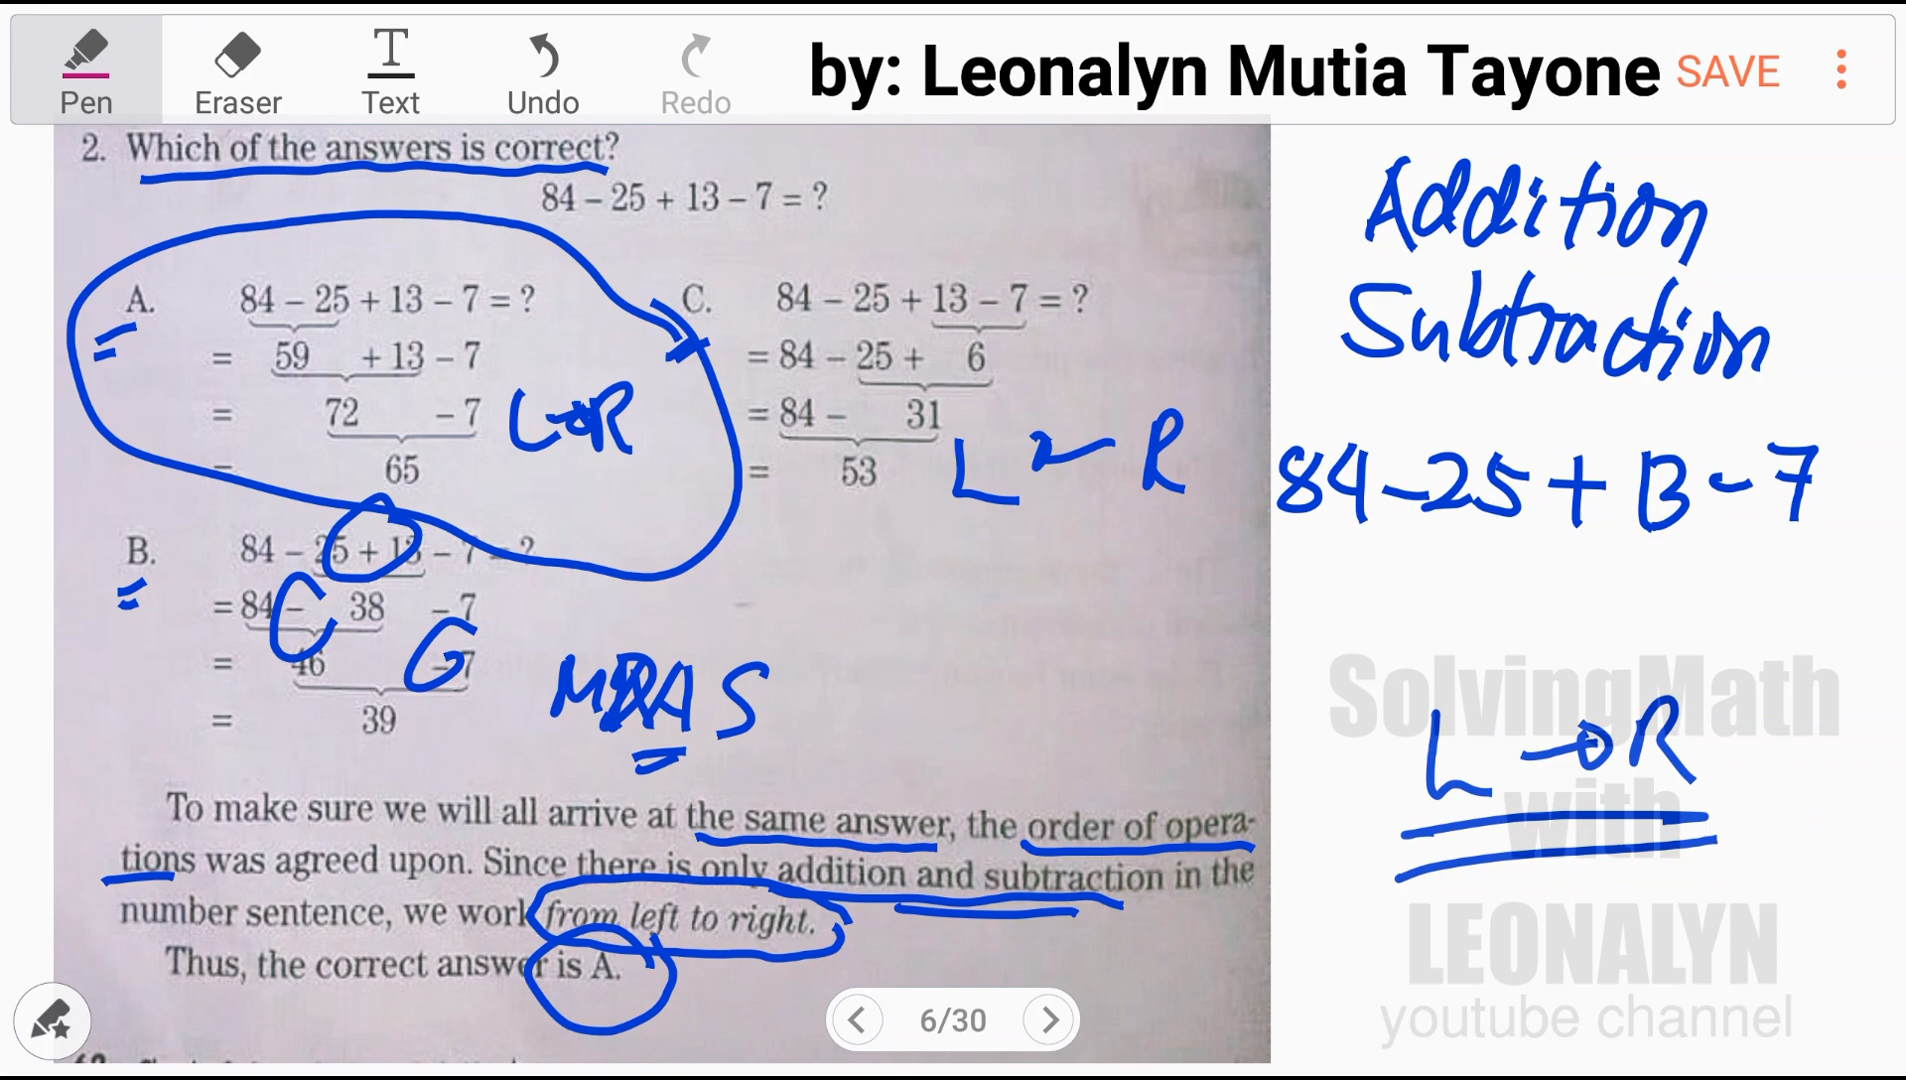 Pen
Eraser
Text
Undo
Redo
by: Leonalyn Mutia Tayone
SAVE
2. Which of the answers is correct?
84 – 25 + 13 – 7 = ?
A. 84 – 25 + 13 – 7 = ?
= 59 + 13 – 7
= 72 – 7
= 65
L→R
B. 84 – 25 + 13 – 7 = ?
= 84 – 38 – 7
= 46 – 7
= 39
C. 84 – 25 + 13 – 7 = ?
= 84 – 25 + 6
= 84 – 31
= 53
L R
To make sure we will all arrive at the same answer, the order of opera-
tions was agreed upon. Since there is only addition and subtraction in the
number sentence, we work from left to right.
Thus, the correct answer is A.
Addition
Subtraction
84-25+13-7
L→R
SolvingMath
with
LEONALYN
youtube channel
6/30